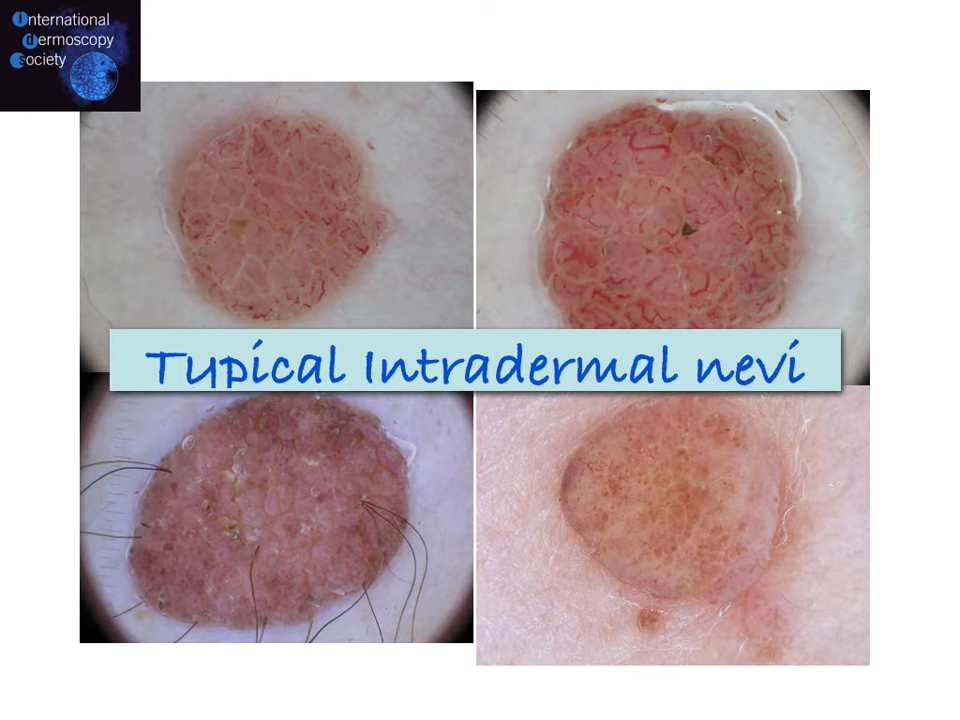 International
dermoscopy
Society
Typical Intradermal nevi